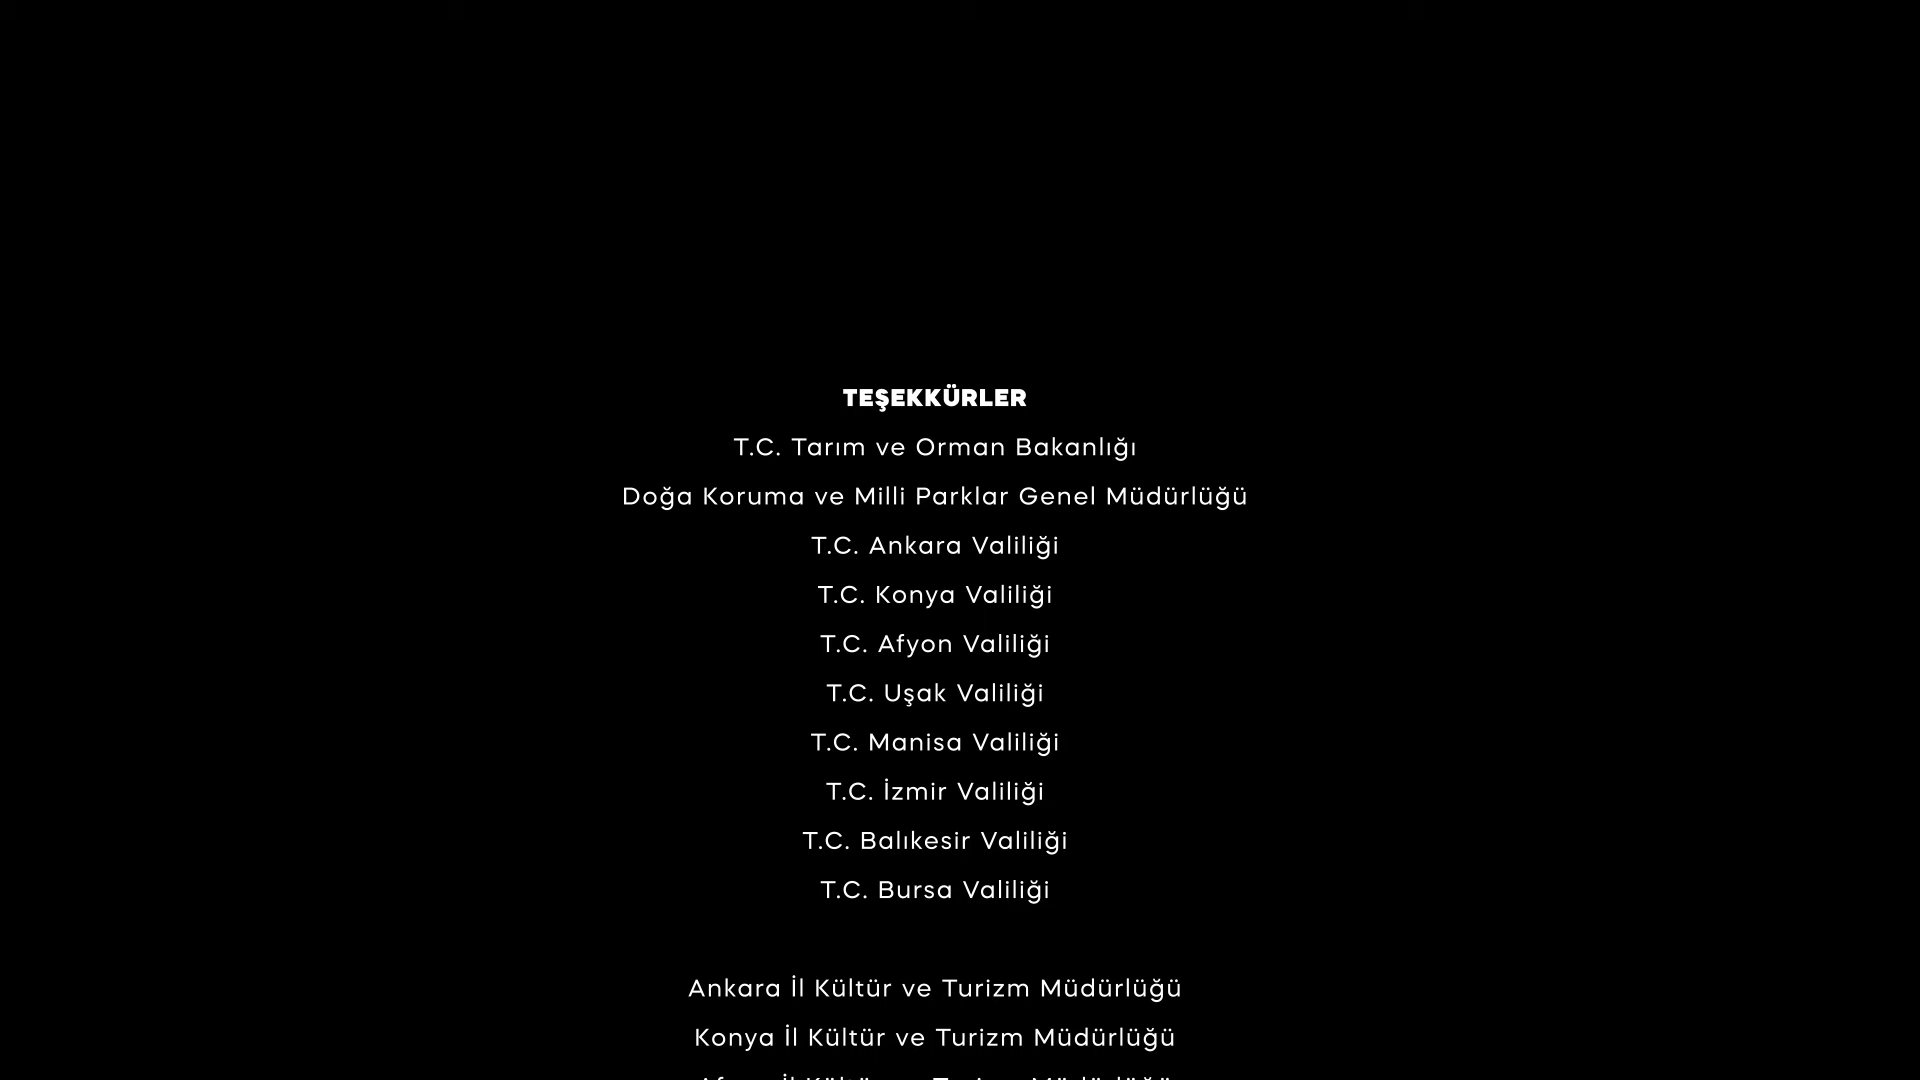 TEŞEKKÜRLER
T.C. Tarım ve Orman Bakanlığı
Doğa Koruma ve Milli Parklar Genel Müdürlüğü
T.C. Ankara Valiliği
T.C. Konya Valiliği
T.C. Afyon Valiliği
T.C. Uşak Valiliği
T.C. Manisa Valiliği
T.C. İzmir Valiliği
T.C. Balıkesir Valiliği
T.C. Bursa Valiliği
Ankara İl Kültür ve Turizm Müdürlüğü
Konya İl Kültür ve Turizm Müdürlüğü